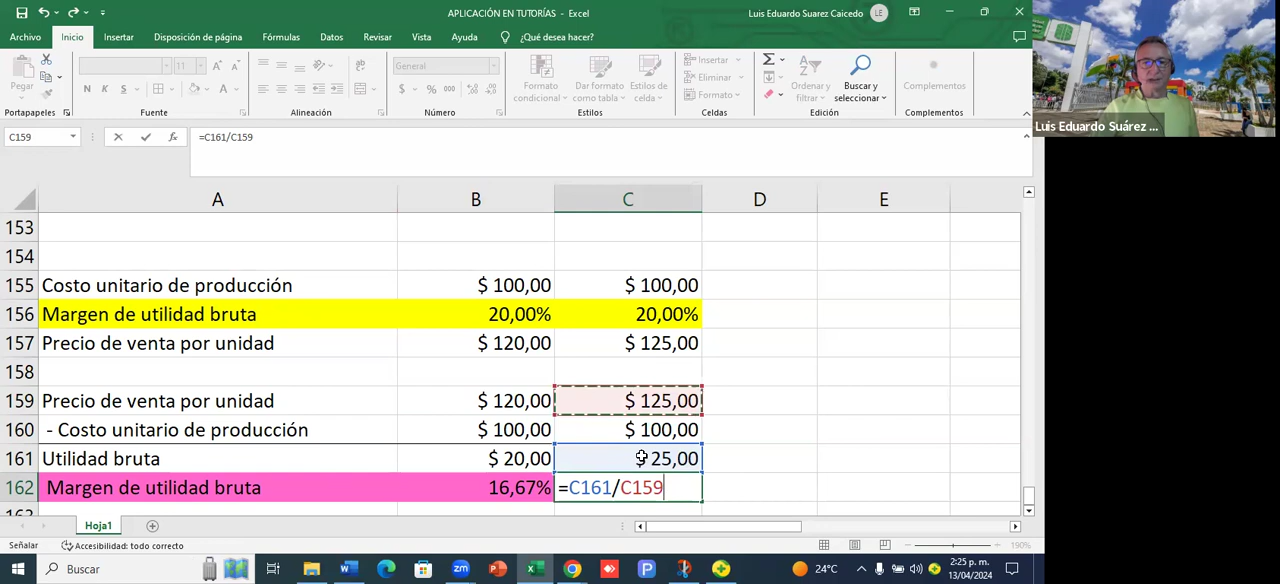 APLICACIÓN EN TUTORÍAS - Excel
Luis Eduardo Suarez Caicedo
LE
Archivo
Inicio
Insertar
Disposición de página
Fórmulas
Datos
Revisar
Vista
Ayuda
¿Qué desea hacer?
Pegar
Portapapeles
11
N K S
Fuente
Alineación
General
$ % 000
Número
Formato condicional
Dar formato como tabla
Estilos de celda
Estilos
Insertar
Eliminar
Formato
Celdas
Ordenar y filtrar
Buscar y seleccionar
Edición
Complementos
Complementos
Luis Eduardo Suárez ...
C159
fx
=C161/C159
A B C D E
153
154
155 Costo unitario de producción $ 100,00 $ 100,00
156 Margen de utilidad bruta 20,00% 20,00%
157 Precio de venta por unidad $ 120,00 $ 125,00
158
159 Precio de venta por unidad $ 120,00 $ 125,00
160 - Costo unitario de producción $ 100,00 $ 100,00
161 Utilidad bruta $ 20,00 $ 25,00
162 Margen de utilidad bruta 16,67% =C161/C159
163
Hoja1
Señalar
Accesibilidad: todo correcto
190%
Buscar
24°C
2:25 p. m.
13/04/2024